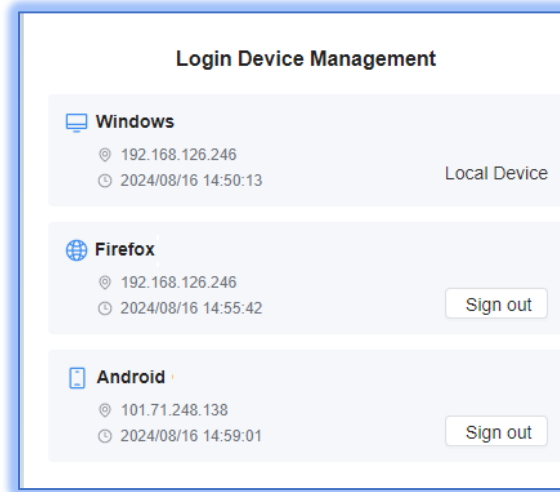 Login Device Management
Windows
192.168.126.246
2024/08/16 14:50:13
Local Device
Firefox
192.168.126.246
2024/08/16 14:55:42
Sign out
Android
101.71.248.138
2024/08/16 14:59:01
Sign out